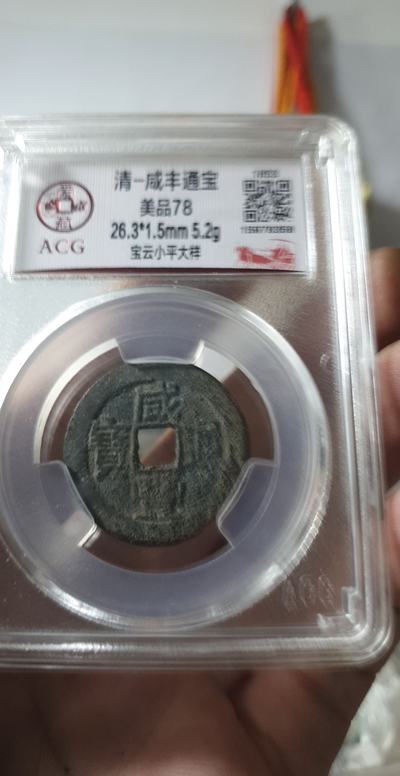 清-咸丰通宝
美品78
26.3*1.5mm 5.2g
宝云小平大样
ACG
咸
寶
豐